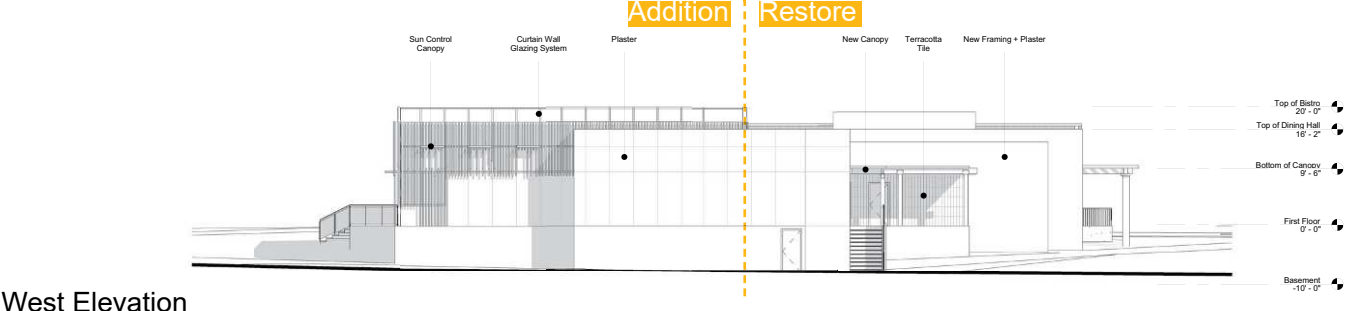 Addition Restore
Sun Control
Canopy
Curtain Wall
Glazing System
Plaster
New Canopy
Terracotta
Tile
New Framing + Plaster
Top of Bistro
20' - 0"
Top of Dining Hall
16' - 2"
Bottom of Canopy
9' - 6"
First Floor
0' - 0"
Basement
-10' - 0"
West Elevation